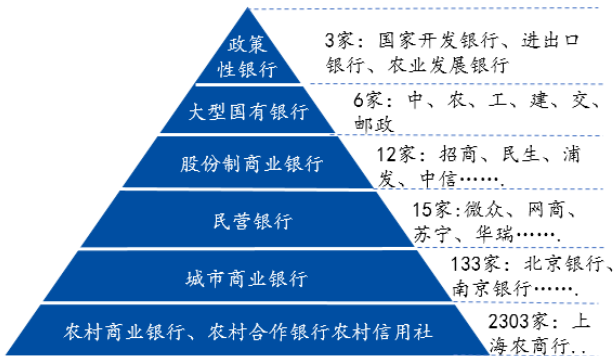 政策
性银行
3家：国家开发银行、进出口
银行、农业发展银行
大型国有银行
6家：中、农、工、建、交、
邮政
股份制商业银行
12家：招商、民生、浦
发、中信…….
民营银行
15家:微众、网商、
苏宁、华瑞…….
城市商业银行
133家：北京银行、
南京银行…….
农村商业银行、农村合作银行农村信用社
2303家：上
海农商行..